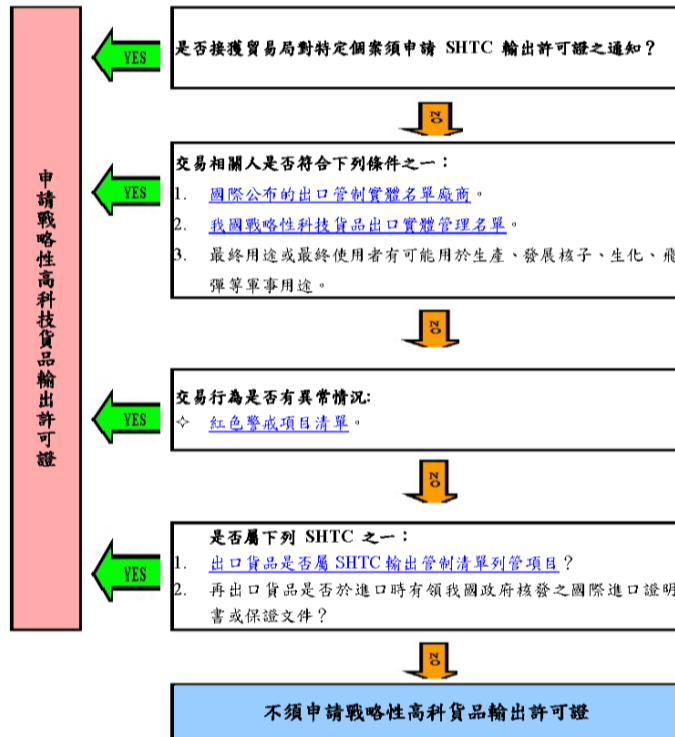 是否接獲貿易局對特定個案須申請 SHTC 輸出許可證之通知？
YES
NO
交易相關人是否符合下列條件之一：
YES
1. 國際公布的出口管制實體名單廠商。
2. 我國戰略性科技貨品出口實體管理名單。
3. 最終用途或最終使用者有可能用於生產、發展核子、生化、飛
彈等軍事用途。
NO
交易行為是否有異常情況:
YES
✧ 紅色警戒項目清單。
NO
是否屬下列 SHTC 之一：
YES
1. 出口貨品是否屬 SHTC 輸出管制清單列管項目？
2. 再出口貨品是否於進口時有領我國政府核發之國際進口證明
書或保證文件？
NO
不須申請戰略性高科貨品輸出許可證
申請戰略性高科技貨品輸出許可證